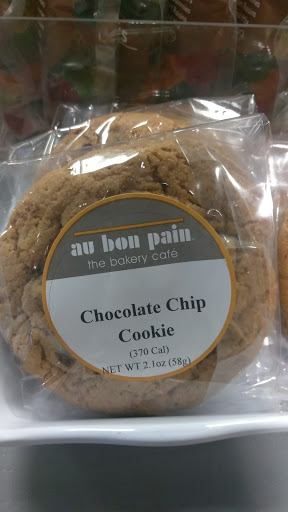 au bon pain
the bakery café
Chocolate Chip
Cookie
(370 Cal)
NET WT 2.1oz (58g)